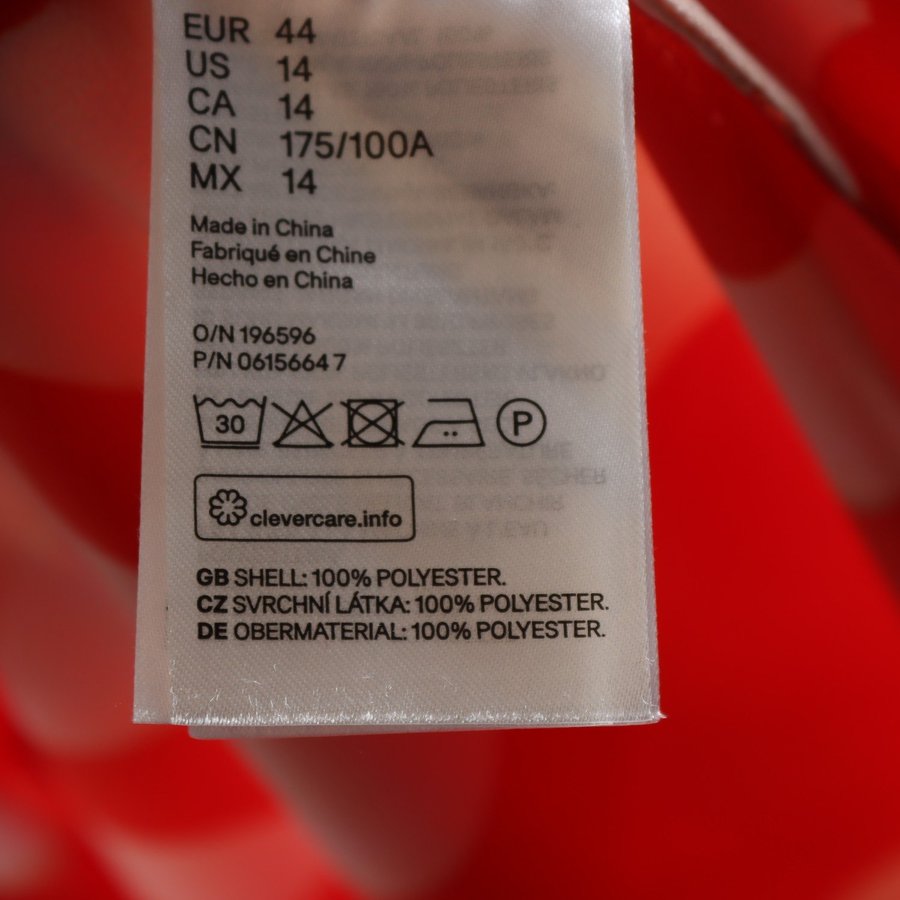 EUR 44
US 14
CA 14
CN 175/100A
MX 14
Made in China
Fabriqué en Chine
Hecho en China
O/N 196596
P/N 0615664 7
30
P
clevercare.info
GB SHELL: 100% POLYESTER.
CZ SVRCHNÍ LÁTKA: 100% POLYESTER.
DE OBERMATERIAL: 100% POLYESTER.